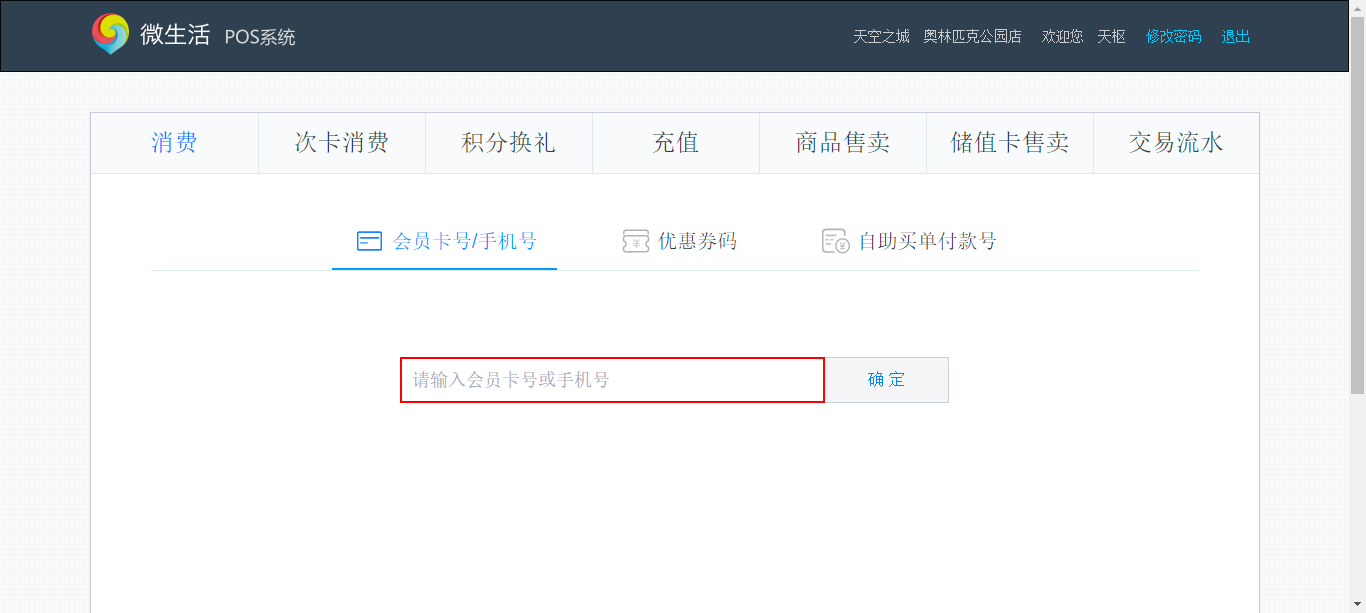 微生活 POS系统 天空之城 奥林匹克公园店 欢迎您 天枢 修改密码 退出
消费 次卡消费 积分换礼 充值 商品售卖 储值卡售卖 交易流水
会员卡号/手机号 优惠券码 自助买单付款号
请输入会员卡号或手机号 确 定